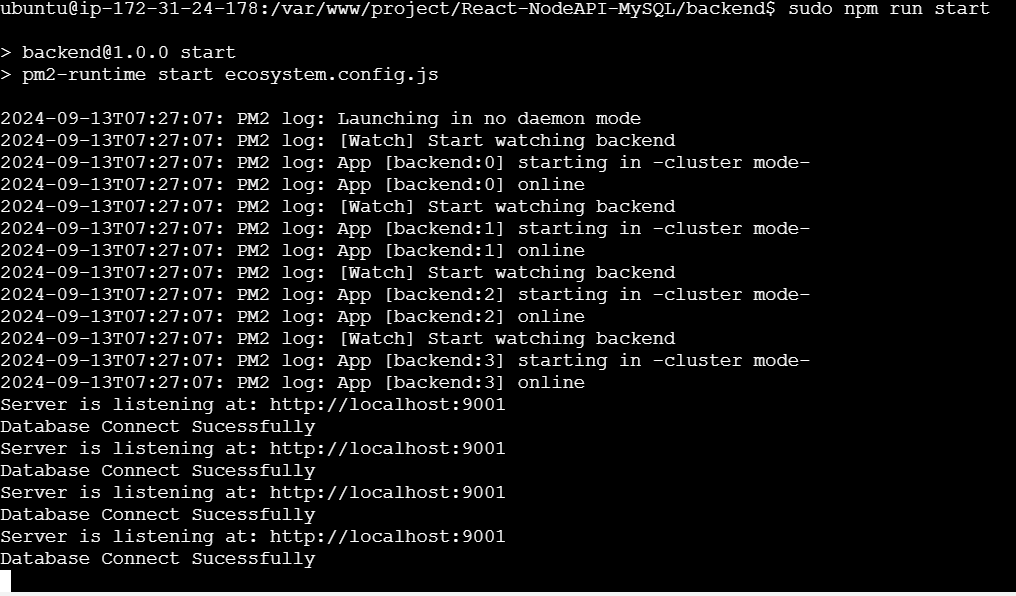 ubuntu@ip-172-31-24-178:/var/www/project/React-NodeAPI-MySQL/backend$ sudo npm run start
> backend@1.0.0 start
> pm2-runtime start ecosystem.config.js
2024-09-13T07:27:07: PM2 log: Launching in no daemon mode
2024-09-13T07:27:07: PM2 log: [Watch] Start watching backend
2024-09-13T07:27:07: PM2 log: App [backend:0] starting in -cluster mode-
2024-09-13T07:27:07: PM2 log: App [backend:0] online
2024-09-13T07:27:07: PM2 log: [Watch] Start watching backend
2024-09-13T07:27:07: PM2 log: App [backend:1] starting in -cluster mode-
2024-09-13T07:27:07: PM2 log: App [backend:1] online
2024-09-13T07:27:07: PM2 log: [Watch] Start watching backend
2024-09-13T07:27:07: PM2 log: App [backend:2] starting in -cluster mode-
2024-09-13T07:27:07: PM2 log: App [backend:2] online
2024-09-13T07:27:07: PM2 log: [Watch] Start watching backend
2024-09-13T07:27:07: PM2 log: App [backend:3] starting in -cluster mode-
2024-09-13T07:27:07: PM2 log: App [backend:3] online
Server is listening at: http://localhost:9001
Database Connect Sucessfully
Server is listening at: http://localhost:9001
Database Connect Sucessfully
Server is listening at: http://localhost:9001
Database Connect Sucessfully
Server is listening at: http://localhost:9001
Database Connect Sucessfully